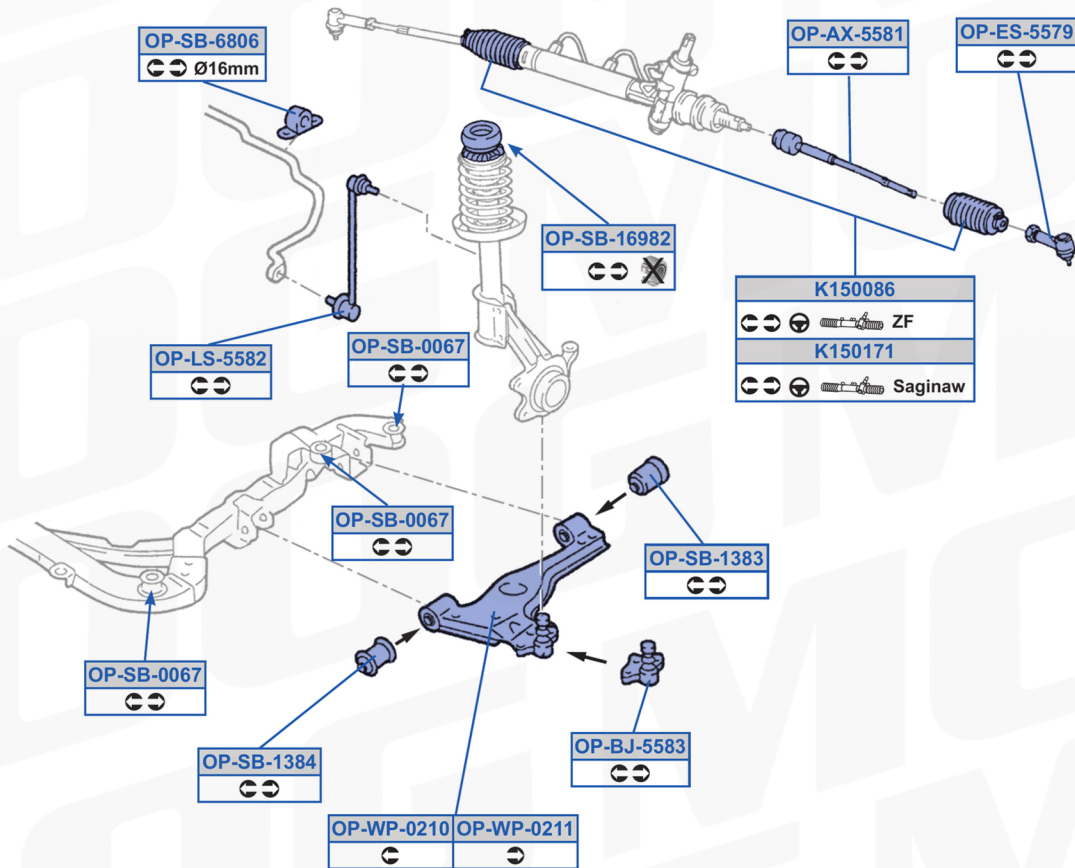 OP-SB-6806
Ø16mm
OP-AX-5581
OP-ES-5579
OP-SB-16982
K150086
ZF
K150171
Saginaw
OP-LS-5582
OP-SB-0067
OP-SB-0067
OP-SB-1383
OP-SB-0067
OP-SB-1384
OP-BJ-5583
OP-WP-0210 OP-WP-0211